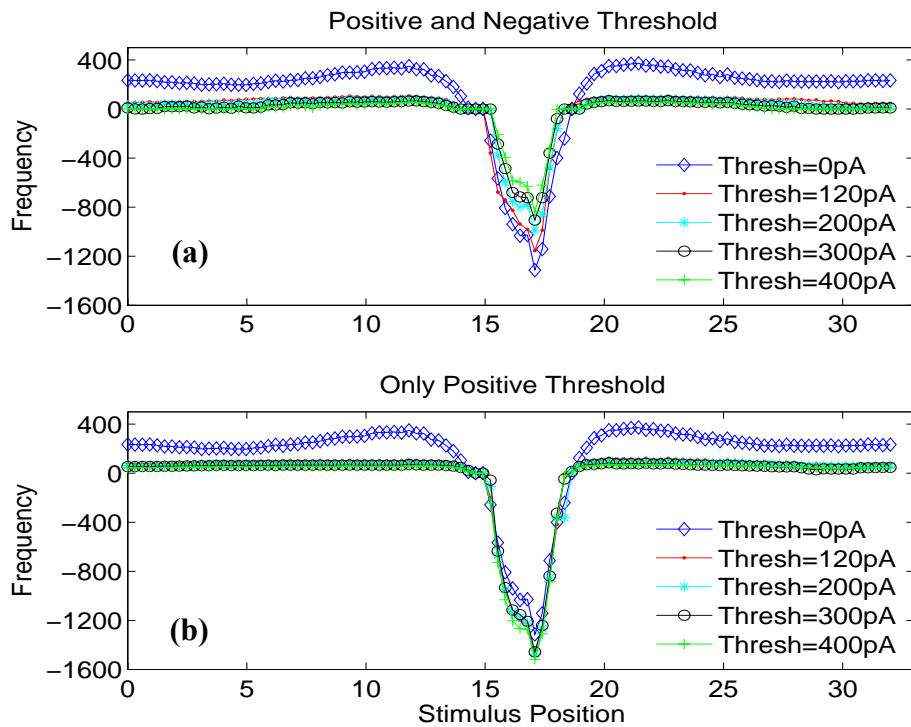 Positive and Negative Threshold
400
0
−400
−800
−1200
−1600
Frequency
(a)
Thresh=0pA
Thresh=120pA
Thresh=200pA
Thresh=300pA
Thresh=400pA
0 5 10 15 20 25 30
Only Positive Threshold
400
0
−400
−800
−1200
−1600
Frequency
(b)
Thresh=0pA
Thresh=120pA
Thresh=200pA
Thresh=300pA
Thresh=400pA
0 5 10 15 20 25 30
Stimulus Position